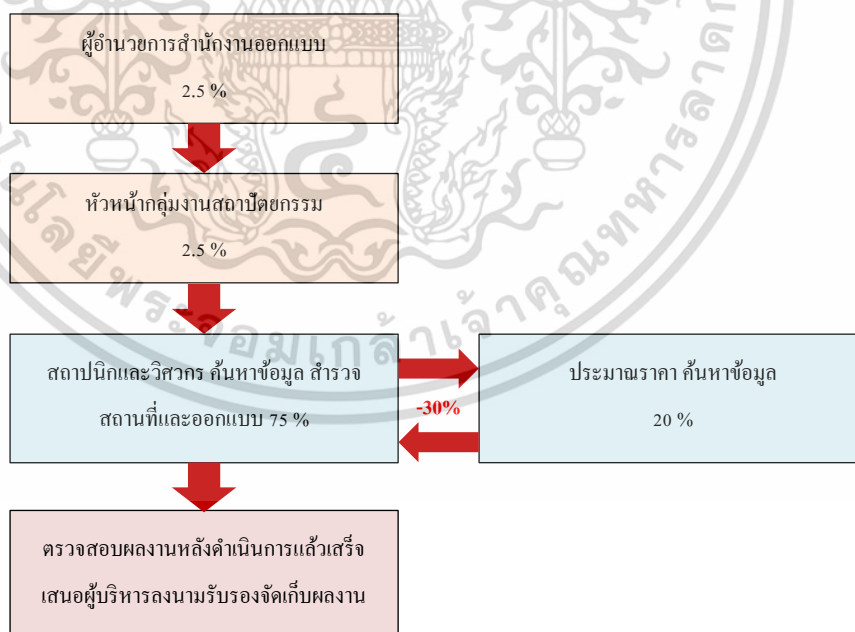 ผู้อำนวยการสำนักงานออกแบบ
2.5 %
หัวหน้ากลุ่มงานสถาปัตยกรรม
2.5 %
สถาปนิกและวิศวกร ค้นหาข้อมูล สำรวจ
สถานที่และออกแบบ 75 %
-30%
ประมาณราคา ค้นหาข้อมูล
20 %
ตรวจสอบผลงานหลังดำเนินการแล้วเสร็จ
เสนอผู้บริหารลงนามรับรองจัดเก็บผลงาน